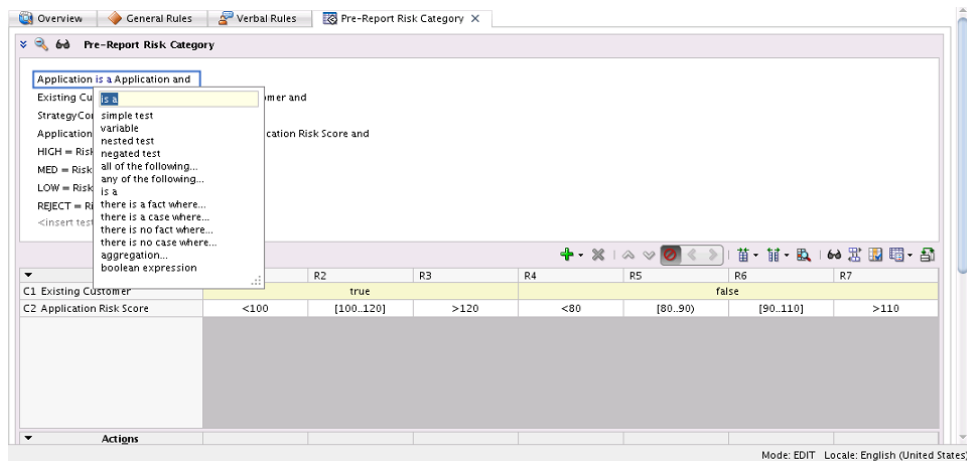 Overview General Rules Verbal Rules Pre-Report Risk Category
Pre-Report Risk Category
Application is a Application and
Existing Cu
is a
mer and
StrategyCo
simple test
variable
Application
nested test
cation Risk Score and
HIGH = Risk
negated test
MED = Risk
all of the following...
any of the following...
LOW = Risk
is a
REJECT = Ri
there is a fact where...
there is a case where...
<insert test
there is no fact where...
there is no case where...
aggregation...
boolean expression
R2 R3 R4 R5 R6 R7
C1 Existing Customer true false
C2 Application Risk Score <100 [100..120] >120 <80 [80..90) [90..110] >110
Actions
Mode: EDIT Locale: English (United States)